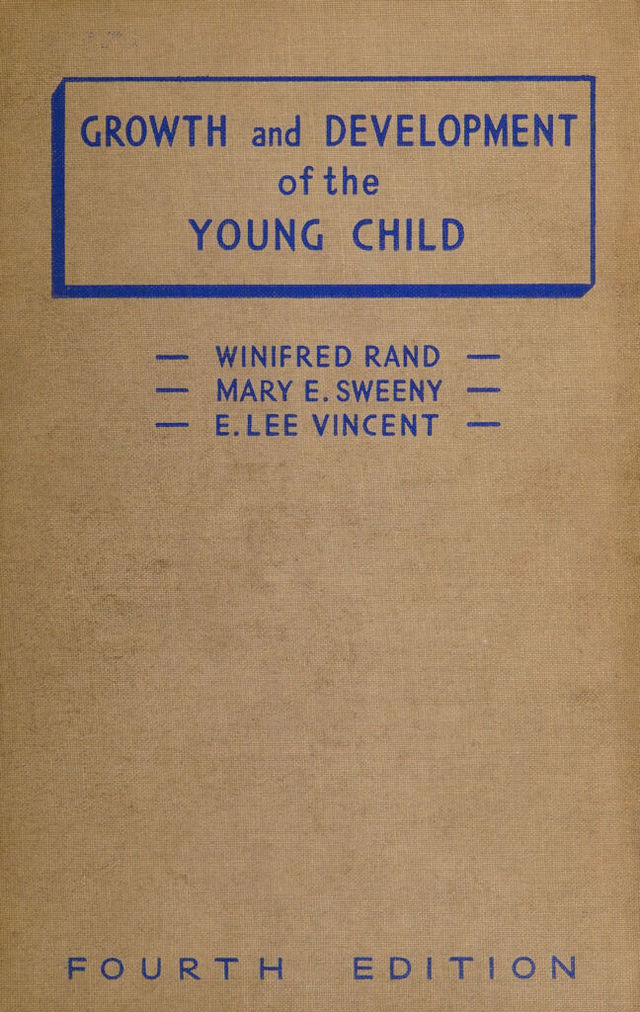 GROWTH and DEVELOPMENT
of the
YOUNG CHILD
— WINIFRED RAND —
— MARY E. SWEENY —
— E. LEE VINCENT —
FOURTH EDITION